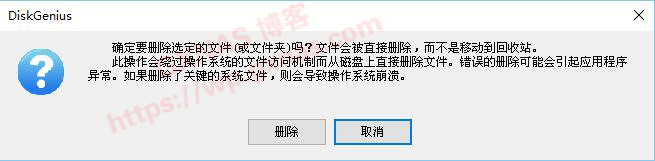 DiskGenius
确定要删除选定的文件(或文件夹)吗？文件会被直接删除，而不是移动到回收站。
此操作会绕过操作系统的文件访问机制而从磁盘上直接删除文件。错误的删除可能会引起应用程序
异常。如果删除了关键的系统文件，则会导致操作系统崩溃。
删除
取消